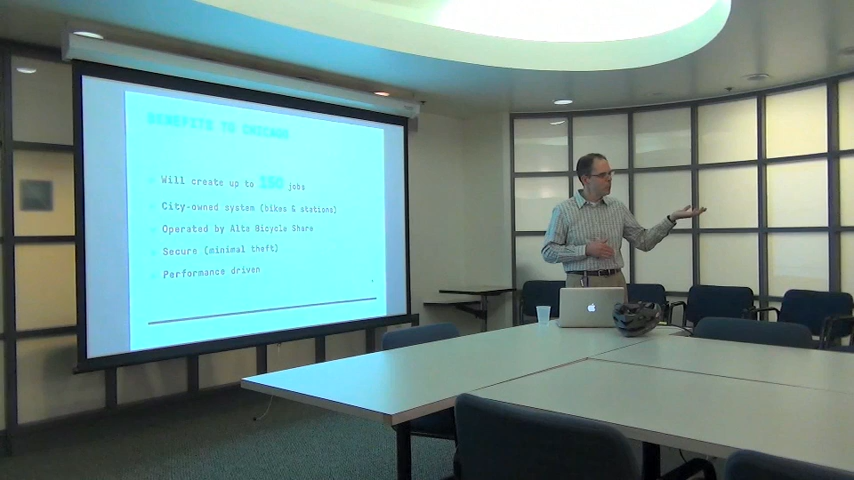 BENEFITS TO CHICAGO
Will create up to 150 jobs
City-owned system (bikes & stations)
Operated by Alta Bicycle Share
Secure (minimal theft)
Performance driven